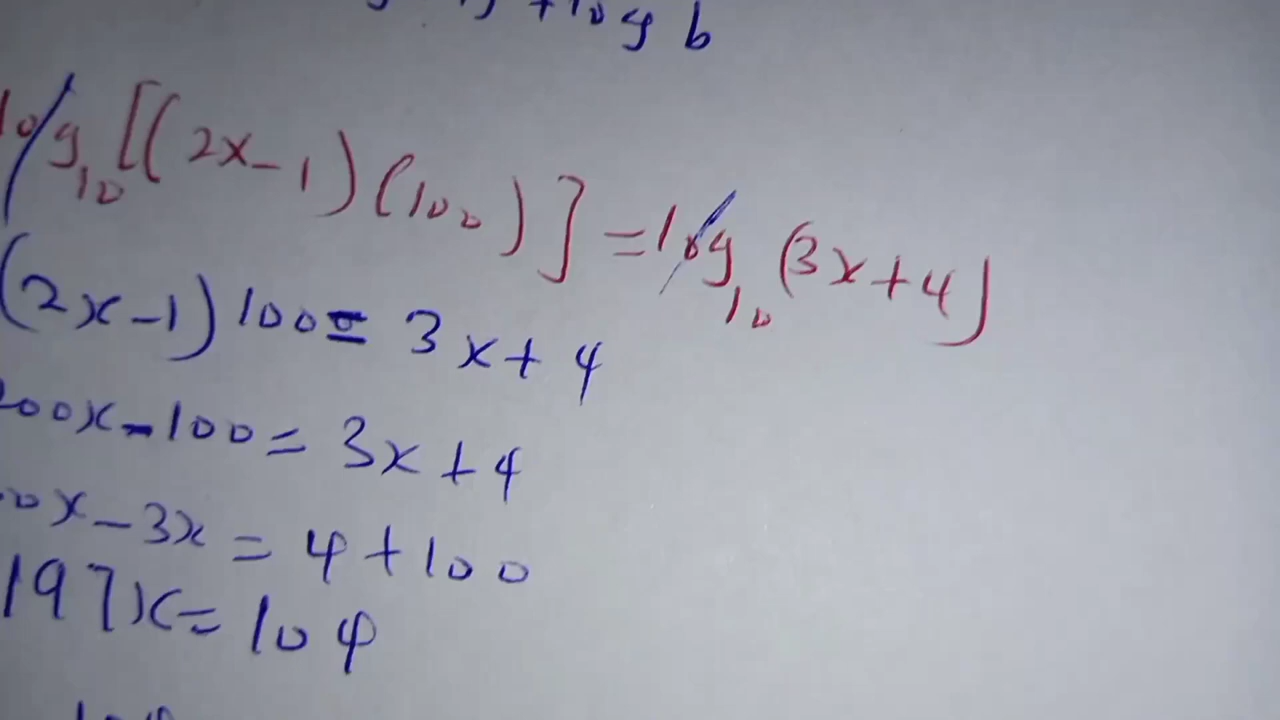 +log b
log₁₀ [(2x-1)(100)] = log₁₀ (3x+4)
(2x-1)100 = 3x+4
00x-100 = 3x+4
0x-3x = 4+100
197x = 104